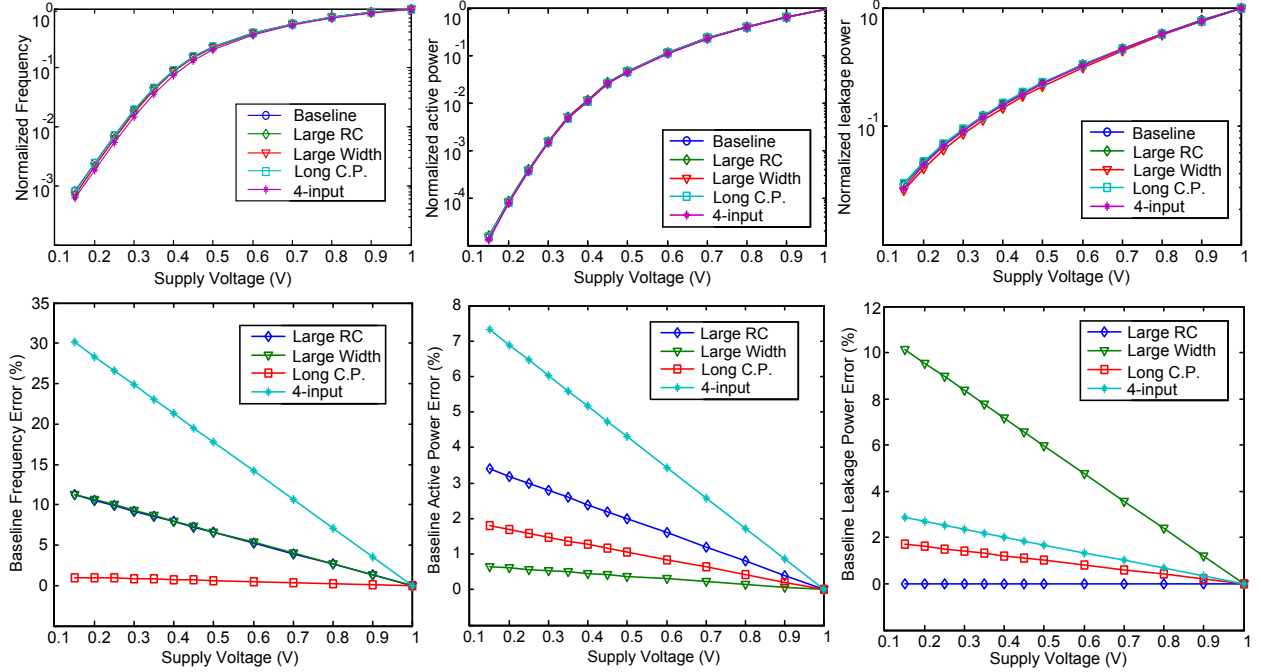 Normalized Frequency
10^0
10^-1
10^-2
10^-3
Baseline
Large RC
Large Width
Long C.P.
4-input
0.1 0.2 0.3 0.4 0.5 0.6 0.7 0.8 0.9 1
Supply Voltage (V)
Normalized active power
10^0
10^-1
10^-2
10^-3
10^-4
Baseline
Large RC
Large Width
Long C.P.
4-input
0.1 0.2 0.3 0.4 0.5 0.6 0.7 0.8 0.9 1
Supply Voltage (V)
Normalized leakage power
10^0
10^-1
Baseline
Large RC
Large Width
Long C.P.
4-input
0.1 0.2 0.3 0.4 0.5 0.6 0.7 0.8 0.9 1
Supply Voltage (V)
Baseline Frequency Error (%)
35
30
25
20
15
10
5
0
-5
Large RC
Large Width
Long C.P.
4-input
0.1 0.2 0.3 0.4 0.5 0.6 0.7 0.8 0.9 1
Supply Voltage (V)
Baseline Active Power Error (%)
8
7
6
5
4
3
2
1
0
Large RC
Large Width
Long C.P.
4-input
0.1 0.2 0.3 0.4 0.5 0.6 0.7 0.8 0.9 1
Supply Voltage (V)
Baseline Leakage Power Error (%)
12
10
8
6
4
2
0
-2
Large RC
Large Width
Long C.P.
4-input
0.1 0.2 0.3 0.4 0.5 0.6 0.7 0.8 0.9 1
Supply Voltage (V)